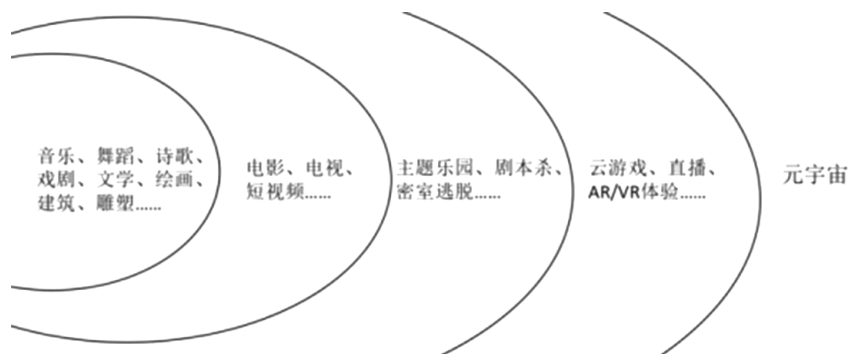 音乐、舞蹈、诗歌、
戏剧、文学、绘画、
建筑、雕塑……
电影、电视、
短视频……
主题乐园、剧本杀、
密室逃脱……
云游戏、直播、
AR/VR体验……
元宇宙